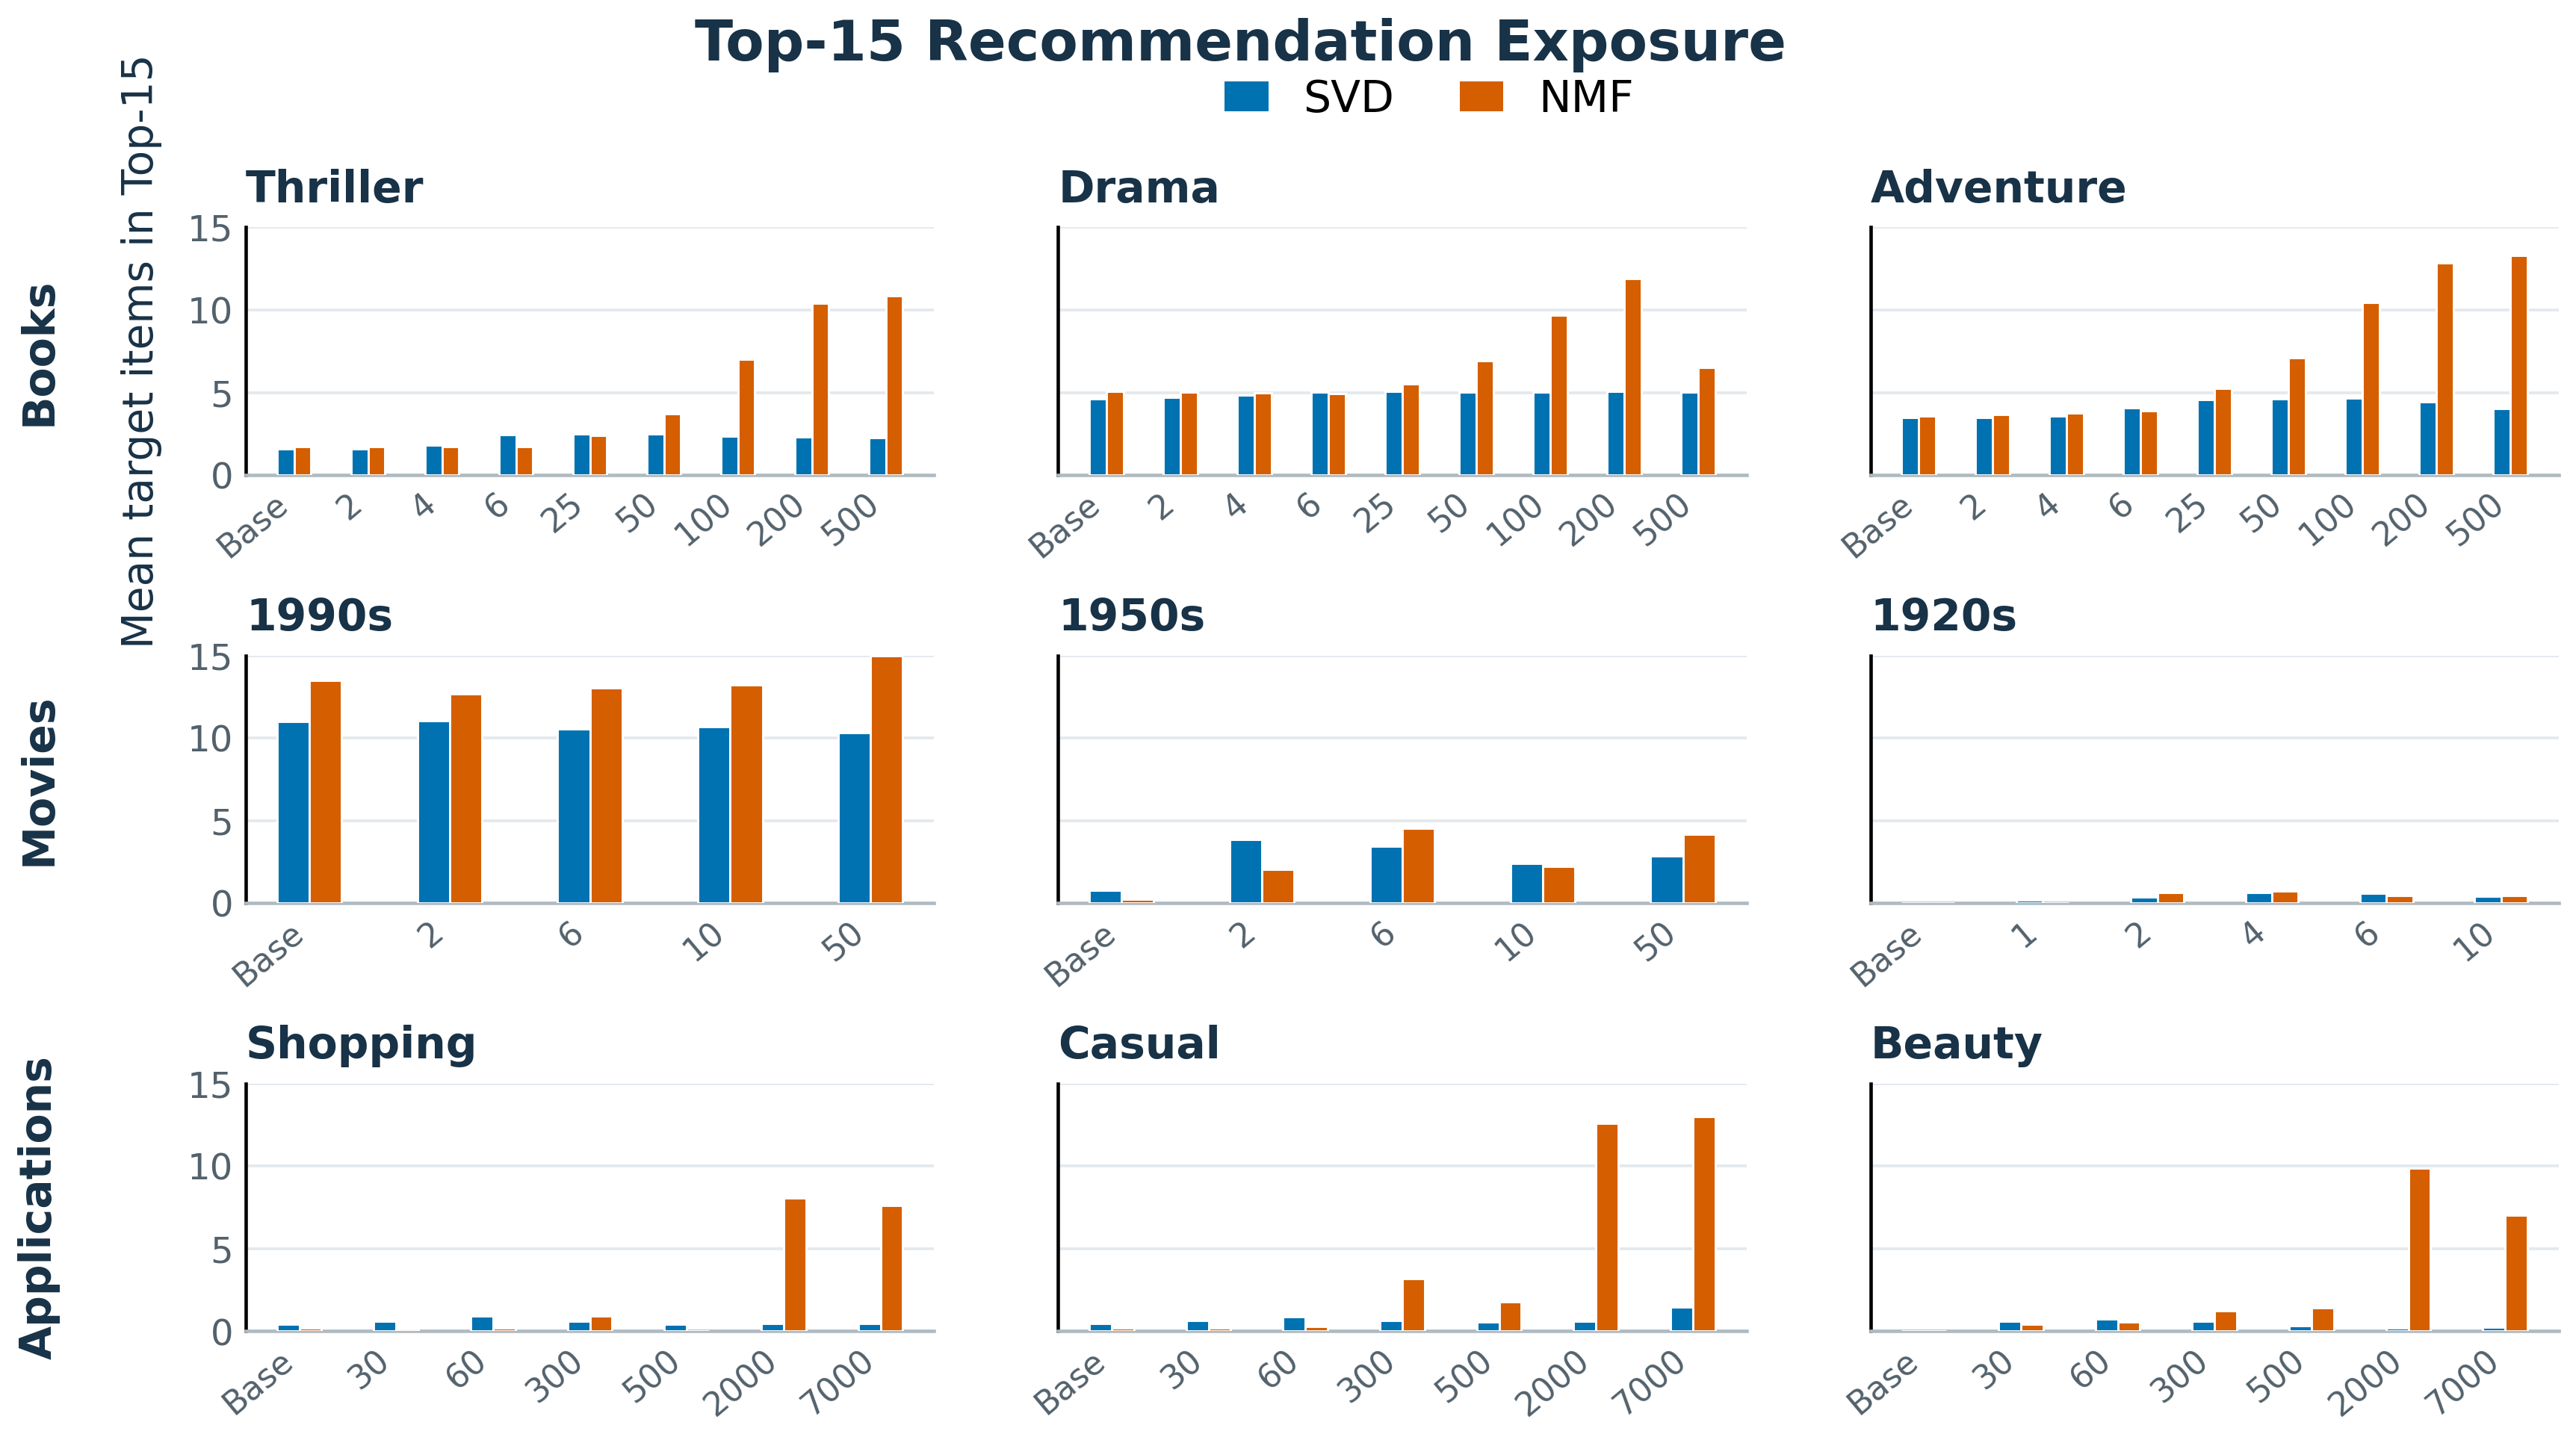 Top-15 Recommendation Exposure
SVD NMF
Mean target items in Top-15
Books
Thriller
15
10
5
0
Base 2 4 6 25 50 100 200 500
Drama
Base 2 4 6 25 50 100 200 500
Adventure
Base 2 4 6 25 50 100 200 500
Movies
1990s
15
10
5
0
Base 2 6 10 50
1950s
Base 2 6 10 50
1920s
Base 1 2 4 6 10
Applications
Shopping
15
10
5
0
Base 30 60 300 500 2000 7000
Casual
Base 30 60 300 500 2000 7000
Beauty
Base 30 60 300 500 2000 7000